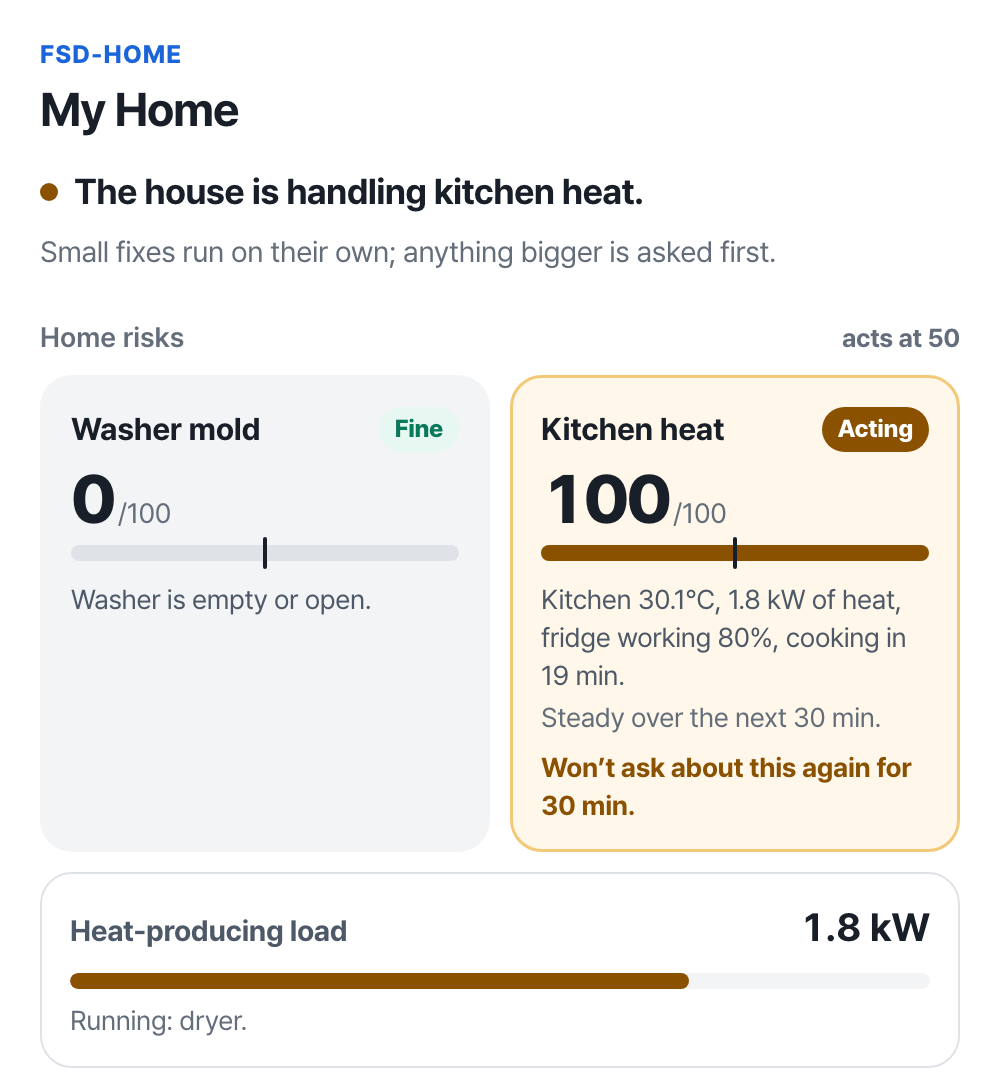 FSD-HOME
My Home
The house is handling kitchen heat.
Small fixes run on their own; anything bigger is asked first.
Home risks
acts at 50
Washer mold
Fine
0/100
Washer is empty or open.
Kitchen heat
Acting
100/100
Kitchen 30.1°C, 1.8 kW of heat,
fridge working 80%, cooking in
19 min.
Steady over the next 30 min.
Won’t ask about this again for
30 min.
Heat-producing load
1.8 kW
Running: dryer.